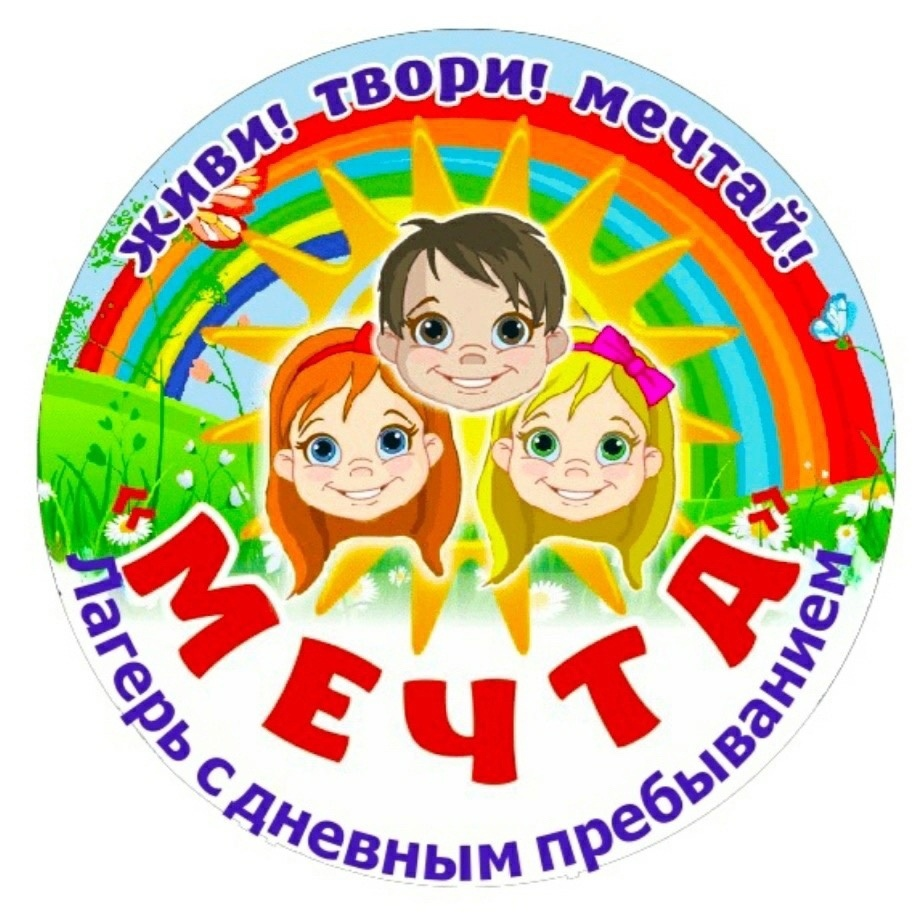 Живи! Твори! Мечтай!
"Мечта"
Лагерь с дневным пребыванием